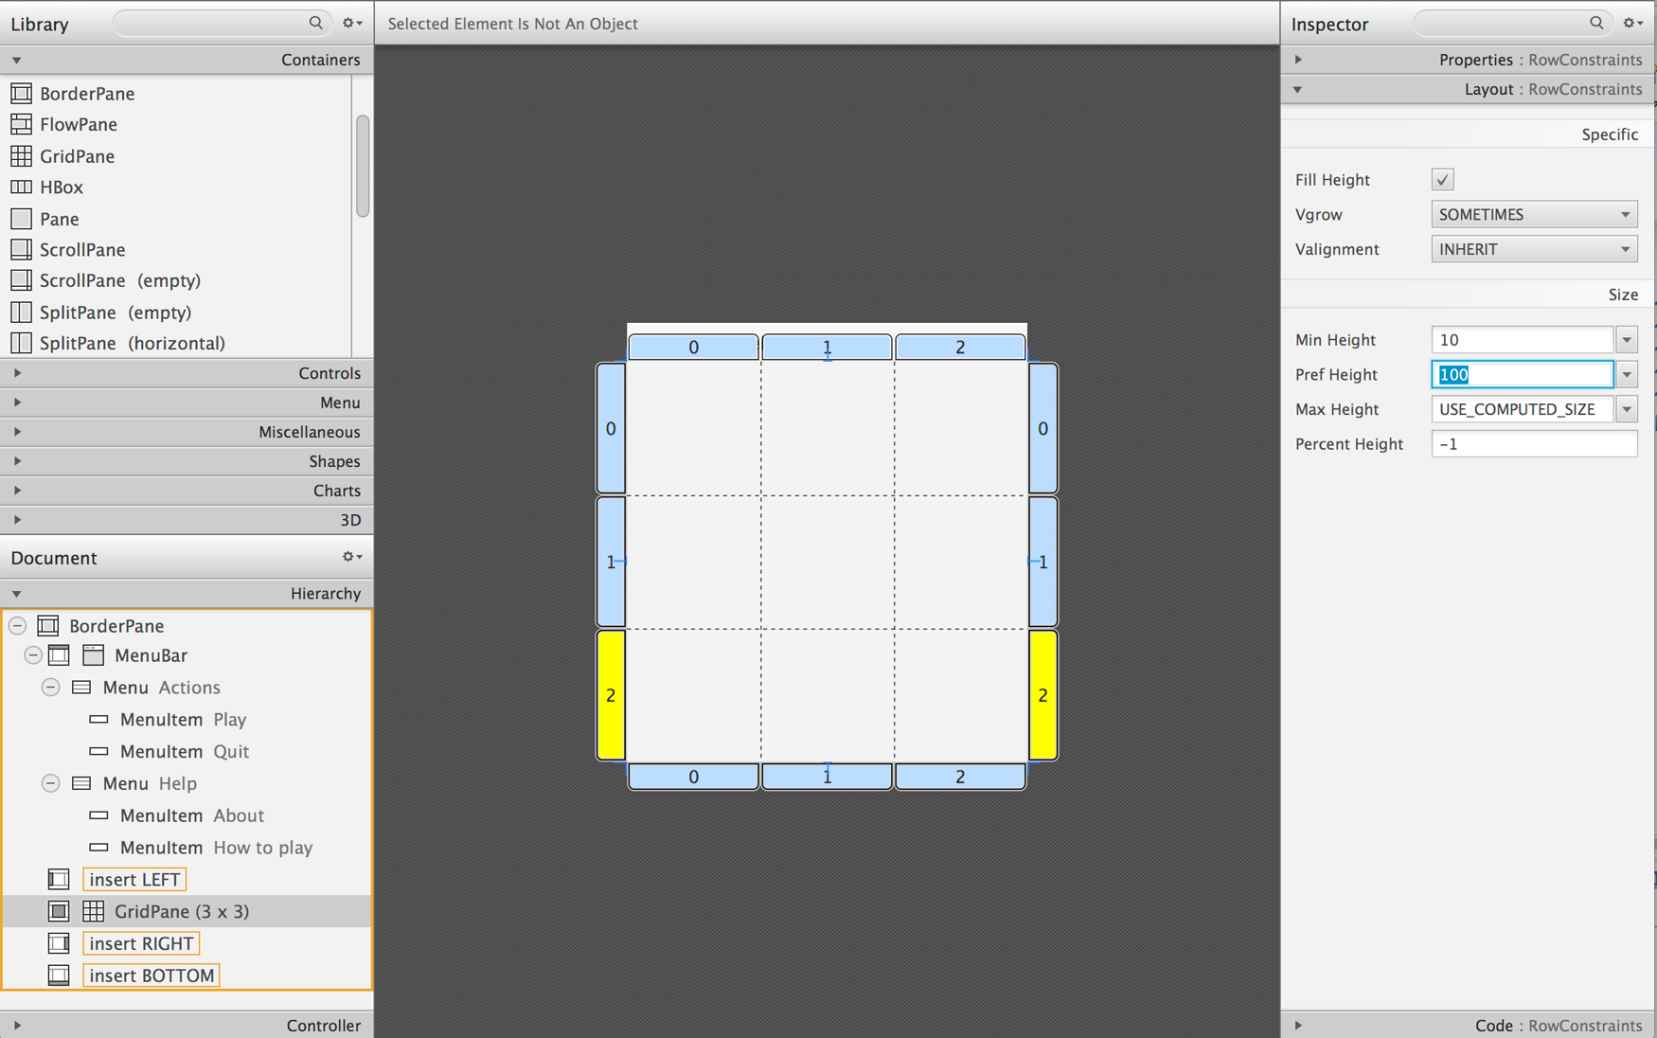 Library
Containers
BorderPane
FlowPane
GridPane
HBox
Pane
ScrollPane
ScrollPane (empty)
SplitPane (empty)
SplitPane (horizontal)
Controls
Menu
Miscellaneous
Shapes
Charts
3D
Document
Hierarchy
BorderPane
MenuBar
Menu Actions
MenuItem Play
MenuItem Quit
Menu Help
MenuItem About
MenuItem How to play
insert LEFT
GridPane (3 x 3)
insert RIGHT
insert BOTTOM
Controller
Selected Element Is Not An Object
0 1 2
0 0
1 1
2 2
0 1 2
Inspector
Properties : RowConstraints
Layout : RowConstraints
Specific
Fill Height
Vgrow SOMETIMES
Valignment INHERIT
Size
Min Height 10
Pref Height 100
Max Height USE_COMPUTED_SIZE
Percent Height -1
Code : RowConstraints